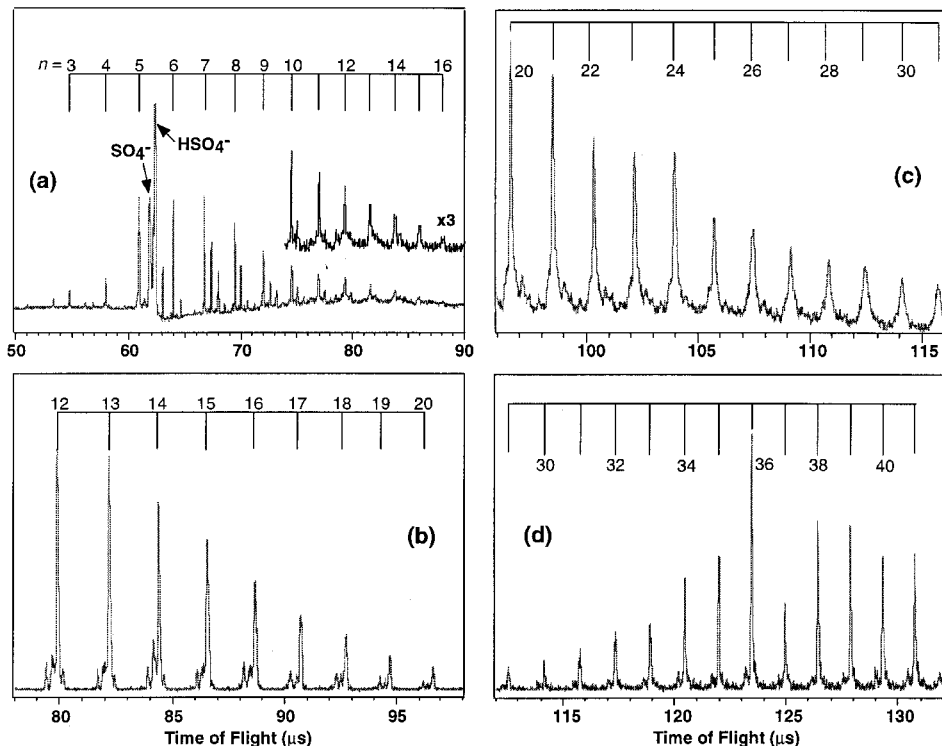 n = 3 4 5 6 7 8 9 10 12 14 16
SO4-
HSO4-
(a)
x3
50 60 70 80 90
20 22 24 26 28 30
(c)
100 105 110 115
12 13 14 15 16 17 18 19 20
(b)
80 85 90 95
Time of Flight (μs)
30 32 34 36 38 40
(d)
115 120 125 130
Time of Flight (μs)